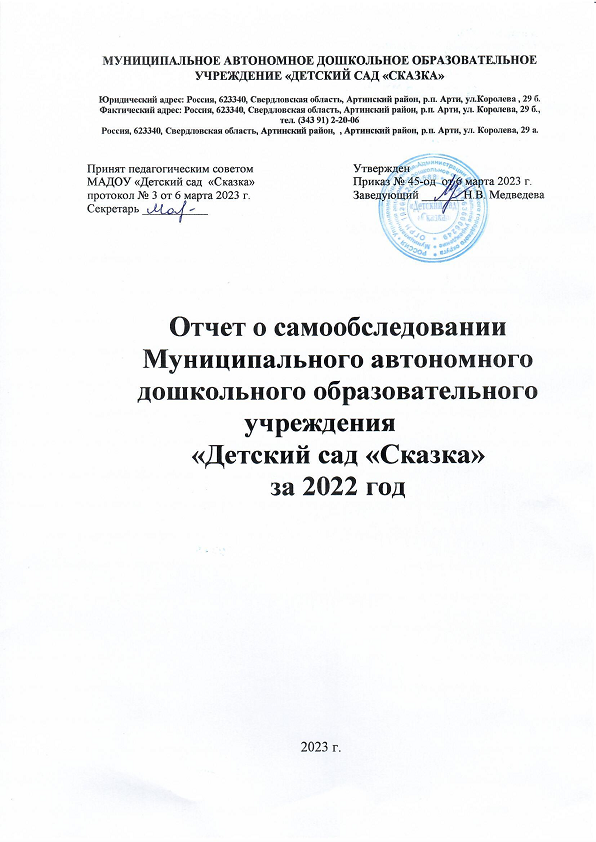 МУНИЦИПАЛЬНОЕ АВТОНОМНОЕ ДОШКОЛЬНОЕ ОБРАЗОВАТЕЛЬНОЕ
УЧРЕЖДЕНИЕ «ДЕТСКИЙ САД «СКАЗКА»
Юридический адрес: Россия, 623340, Свердловская область, Артинский район, р.п. Арти, ул.Королева , 29 б.
Фактический адрес: Россия, 623340, Свердловская область, Артинский район, р.п. Арти, ул. Королева, 29 б.,
тел. (343 91) 2-20-06
Россия, 623340, Свердловская область, Артинский район, , Артинский район, р.п. Арти, ул. Королева, 29 а.
Принят педагогическим советом
МАДОУ «Детский сад «Сказка»
протокол № 3 от 6 марта 2023 г.
Секретарь
Утвержден
Приказ № 45-од от 6 марта 2023 г.
Заведующий Н.В. Медведева
«Детский сад
«Сказка»
Отчет о самообследовании
Муниципального автономного
дошкольного образовательного
учреждения
«Детский сад «Сказка»
за 2022 год
2023 г.